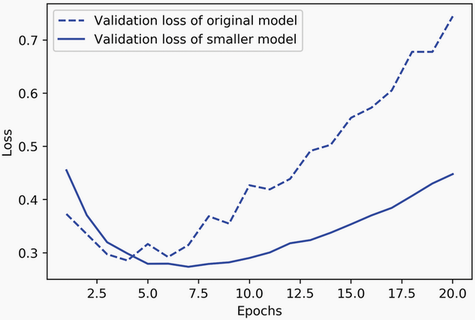 Validation loss of original model
Validation loss of smaller model
Loss
0.7
0.6
0.5
0.4
0.3
2.5 5.0 7.5 10.0 12.5 15.0 17.5 20.0
Epochs